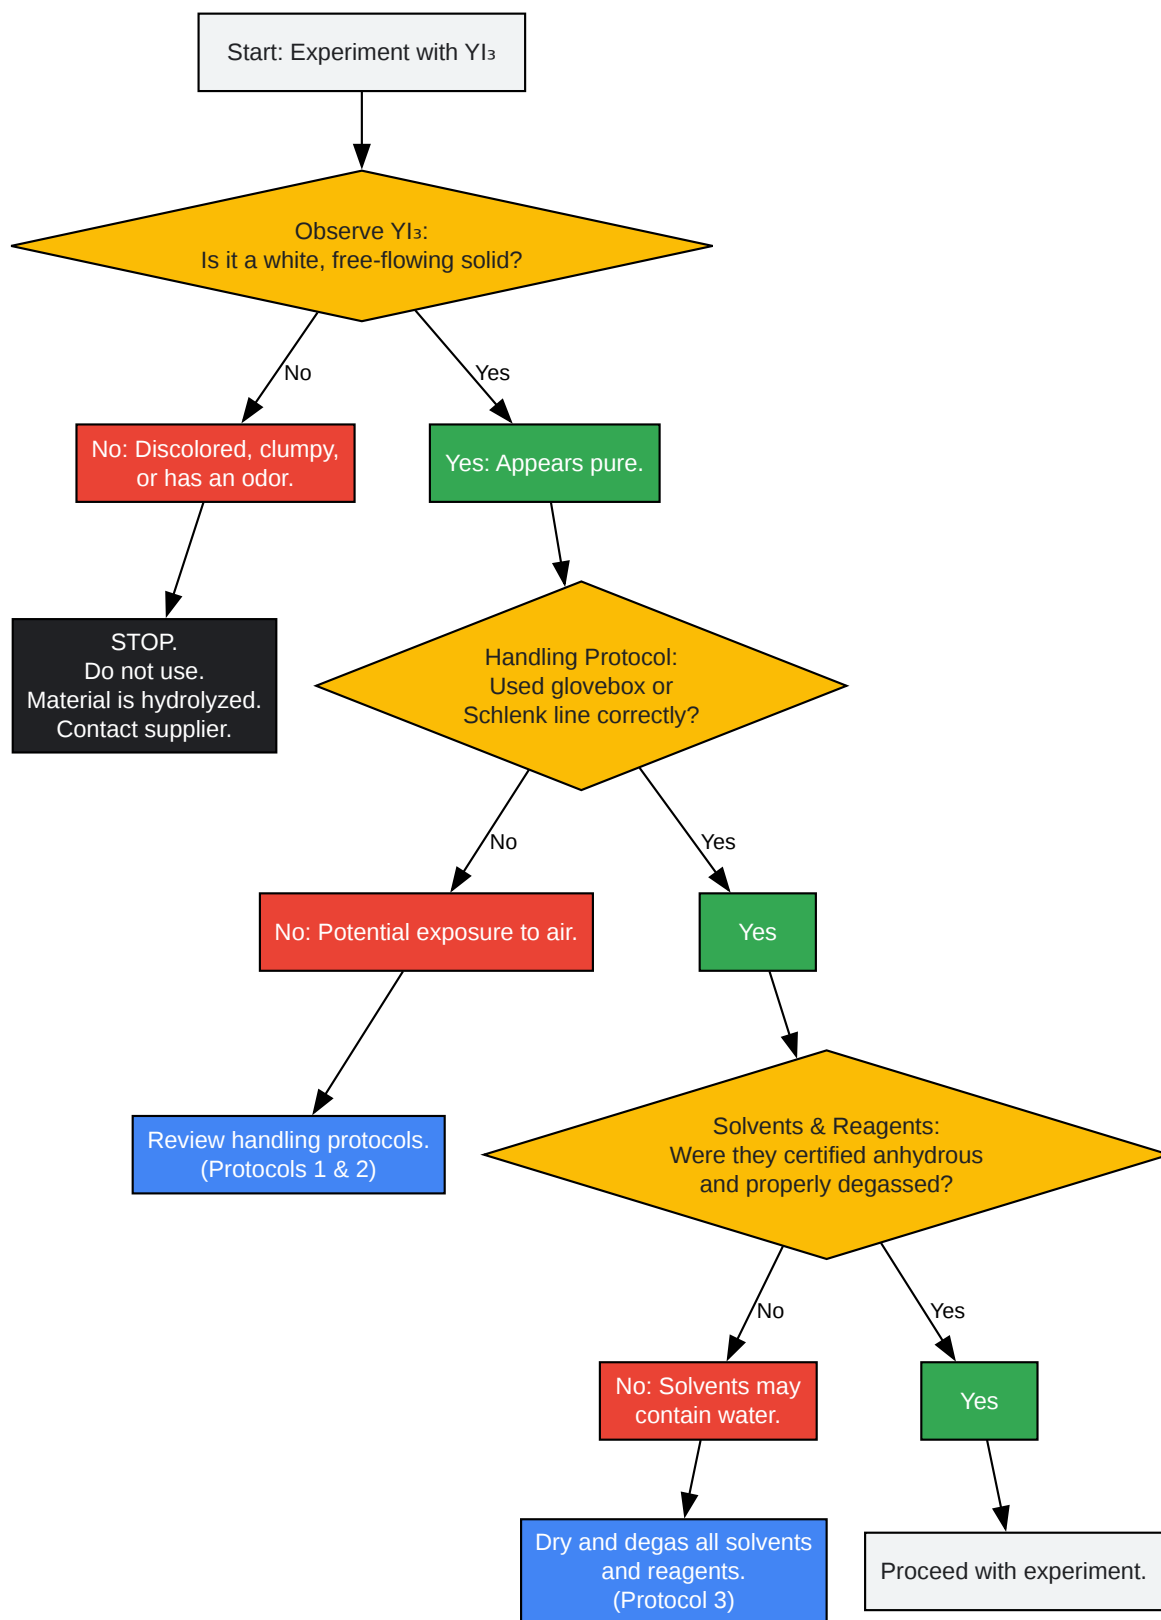 Start: Experiment with YI₃
Observe YI₃:
Is it a white, free-flowing solid?
No
Yes
No: Discolored, clumpy,
or has an odor.
Yes: Appears pure.
STOP.
Do not use.
Material is hydrolyzed.
Contact supplier.
Handling Protocol:
Used glovebox or
Schlenk line correctly?
No
Yes
No: Potential exposure to air.
Yes
Review handling protocols.
(Protocols 1 & 2)
Solvents & Reagents:
Were they certified anhydrous
and properly degassed?
No
Yes
No: Solvents may
contain water.
Yes
Dry and degas all solvents
and reagents.
(Protocol 3)
Proceed with experiment.